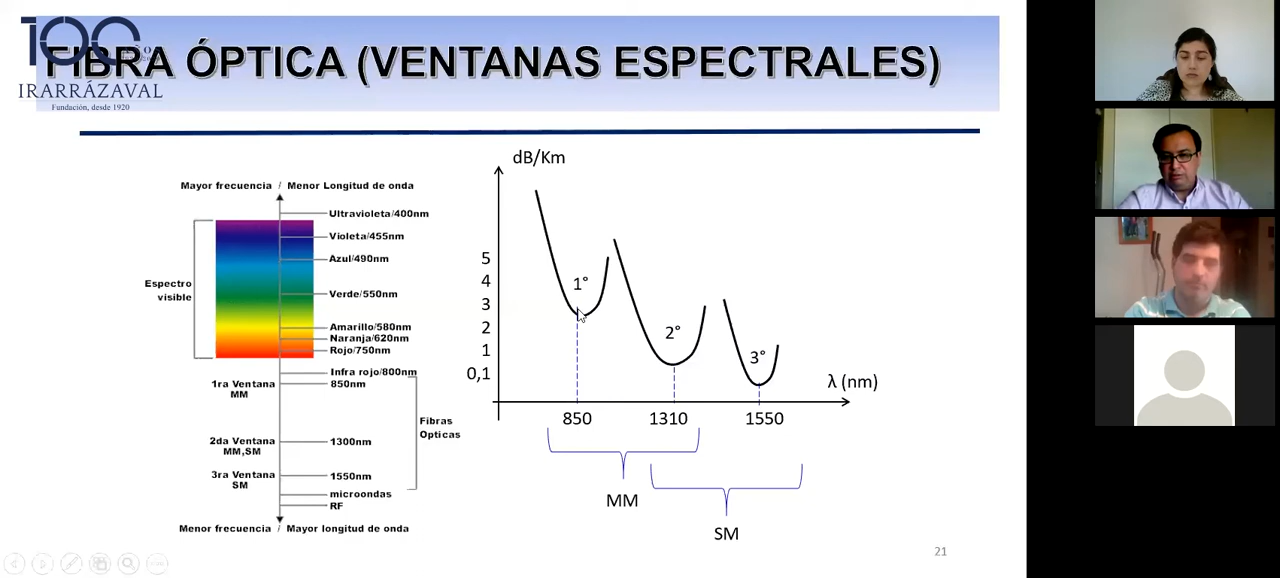 100
FIBRA ÓPTICA (VENTANAS ESPECTRALES)
IRARRÁZAVAL
Fundación, desde 1920
Mayor frecuencia / Menor Longitud de onda
Ultravioleta/400nm
Violeta/455nm
Azul/490nm
Espectro
visible
Verde/550nm
Amarillo/580nm
Naranja/620nm
Rojo/750nm
Infra rojo/800nm
1ra Ventana
MM
850nm
Fibras
Opticas
2da Ventana
MM,SM
1300nm
3ra Ventana
SM
1550nm
microondas
RF
Menor frecuencia / Mayor longitud de onda
dB/Km
5
4
3
2
1
0,1
1°
2°
3°
λ (nm)
850
1310
1550
MM
SM
21